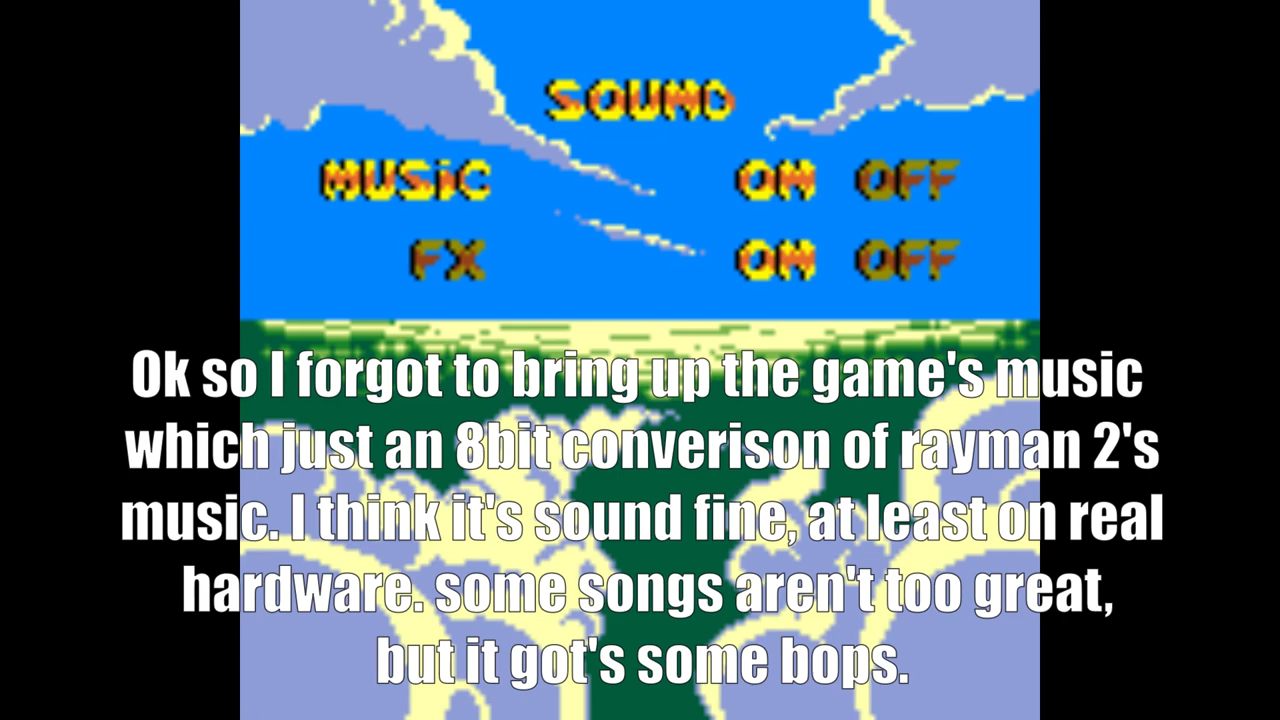 SOUND
MUSiC ON OFF
FX ON OFF
Ok so I forgot to bring up the game's music
which just an 8bit converison of rayman 2's
music. I think it's sound fine, at least on real
hardware. some songs aren't too great,
but it got's some bops.